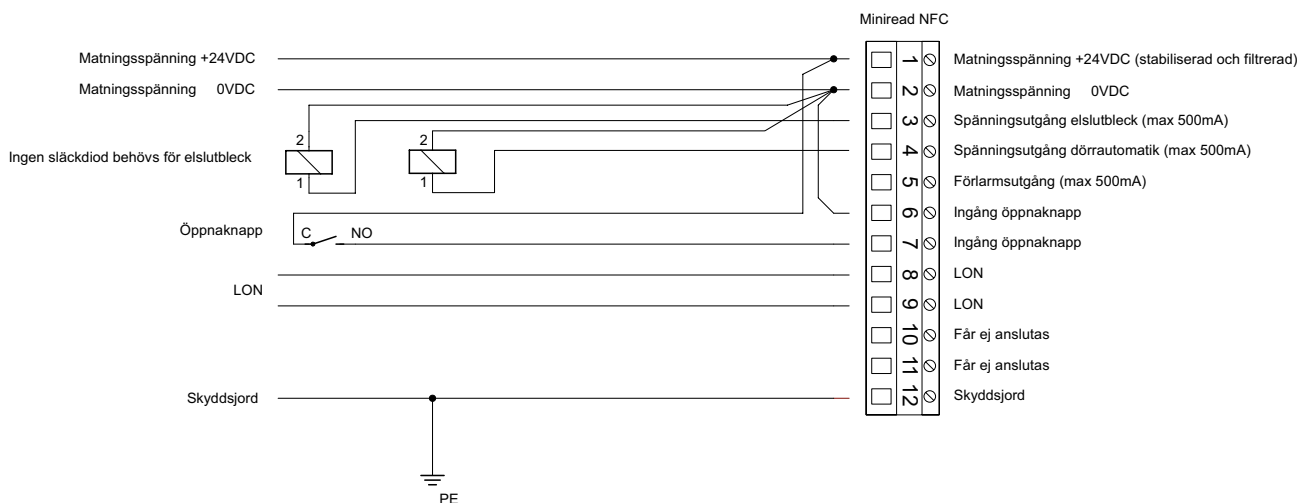 Miniread NFC
Matningsspänning +24VDC
1
Matningsspänning +24VDC (stabiliserad och filtrerad)
Matningsspänning 0VDC
2
Matningsspänning 0VDC
3
Spänningsutgång elslutbleck (max 500mA)
2
2
Ingen släckdiod behövs för elslutbleck
4
Spänningsutgång dörrautomatik (max 500mA)
1
1
5
Förlarmsutgång (max 500mA)
6
Ingång öppnaknapp
Öppnaknapp
C
NO
7
Ingång öppnaknapp
8
LON
LON
9
LON
10
Får ej anslutas
11
Får ej anslutas
Skyddsjord
12
Skyddsjord
PE